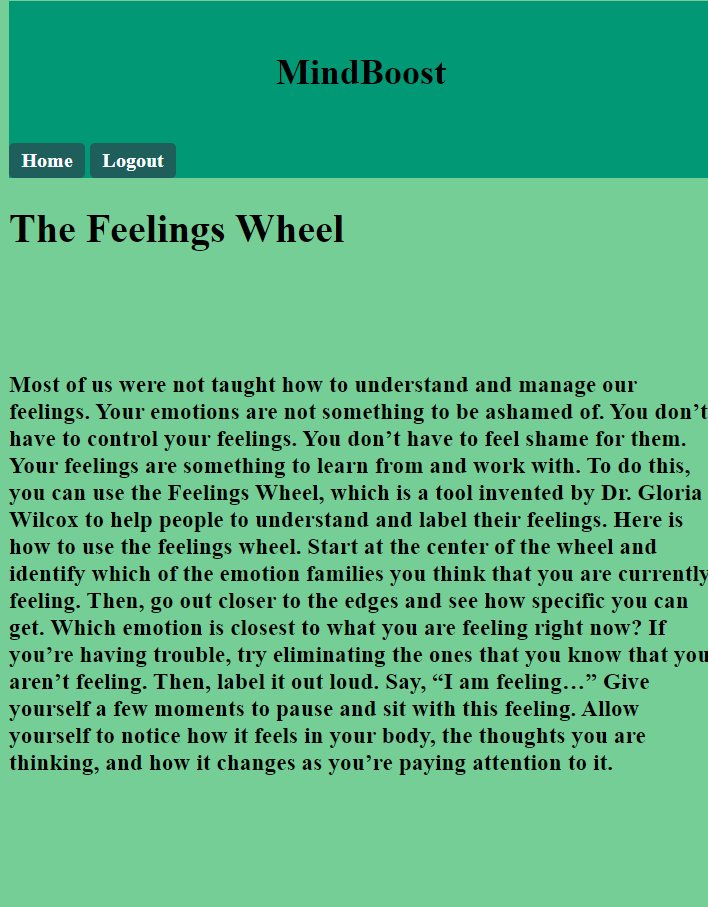 MindBoost
Home Logout
The Feelings Wheel
Most of us were not taught how to understand and manage our
feelings. Your emotions are not something to be ashamed of. You don’t
have to control your feelings. You don’t have to feel shame for them.
Your feelings are something to learn from and work with. To do this,
you can use the Feelings Wheel, which is a tool invented by Dr. Gloria
Wilcox to help people to understand and label their feelings. Here is
how to use the feelings wheel. Start at the center of the wheel and
identify which of the emotion families you think that you are currently
feeling. Then, go out closer to the edges and see how specific you can
get. Which emotion is closest to what you are feeling right now? If
you’re having trouble, try eliminating the ones that you know that you
aren’t feeling. Then, label it out loud. Say, “I am feeling…” Give
yourself a few moments to pause and sit with this feeling. Allow
yourself to notice how it feels in your body, the thoughts you are
thinking, and how it changes as you’re paying attention to it.